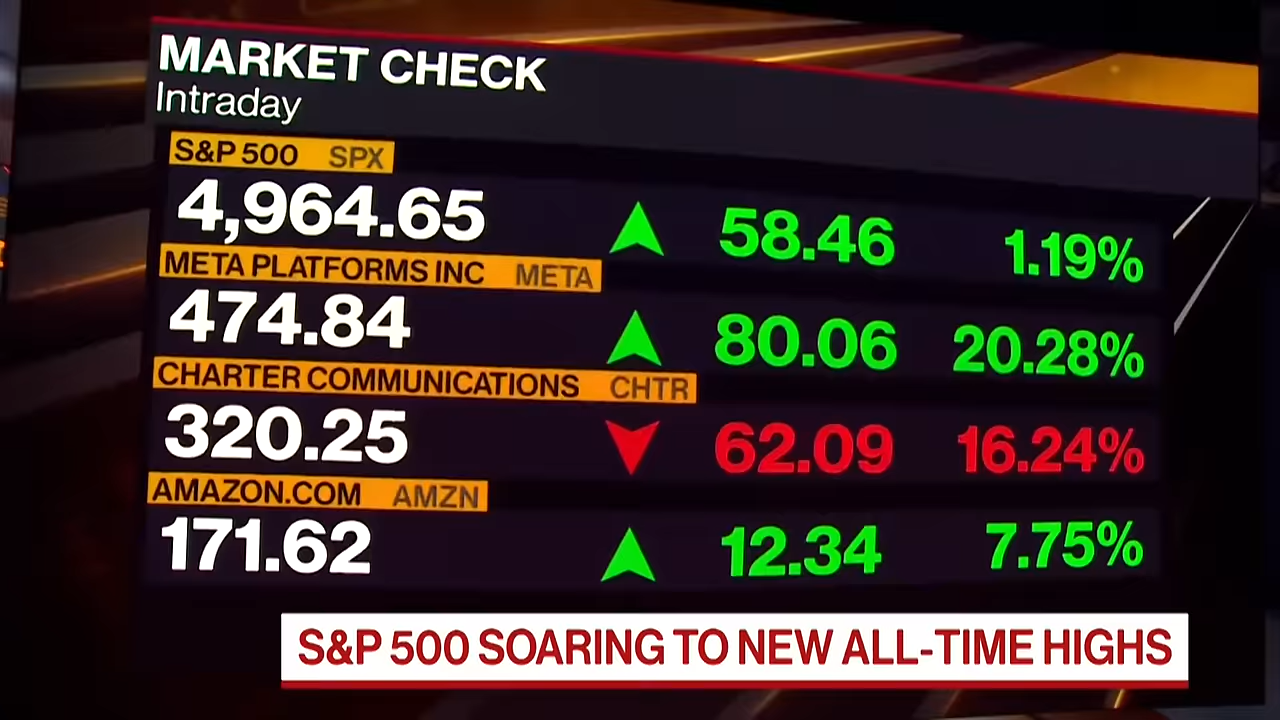 MARKET CHECK
Intraday
S&P 500 SPX
4,964.65 58.46 1.19%
META PLATFORMS INC META
474.84 80.06 20.28%
CHARTER COMMUNICATIONS CHTR
320.25 62.09 16.24%
AMAZON.COM AMZN
171.62 12.34 7.75%
S&P 500 SOARING TO NEW ALL-TIME HIGHS